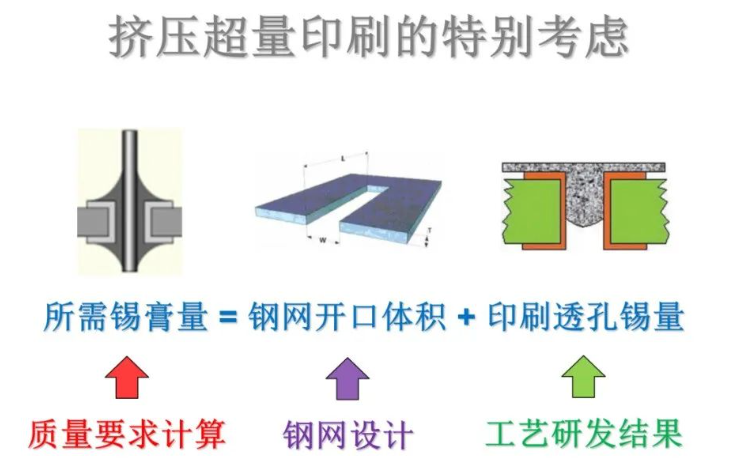 挤压超量印刷的特别考虑
L
W
T
所需锡膏量 = 钢网开口体积 + 印刷透孔锡量
质量要求计算 钢网设计 工艺研发结果